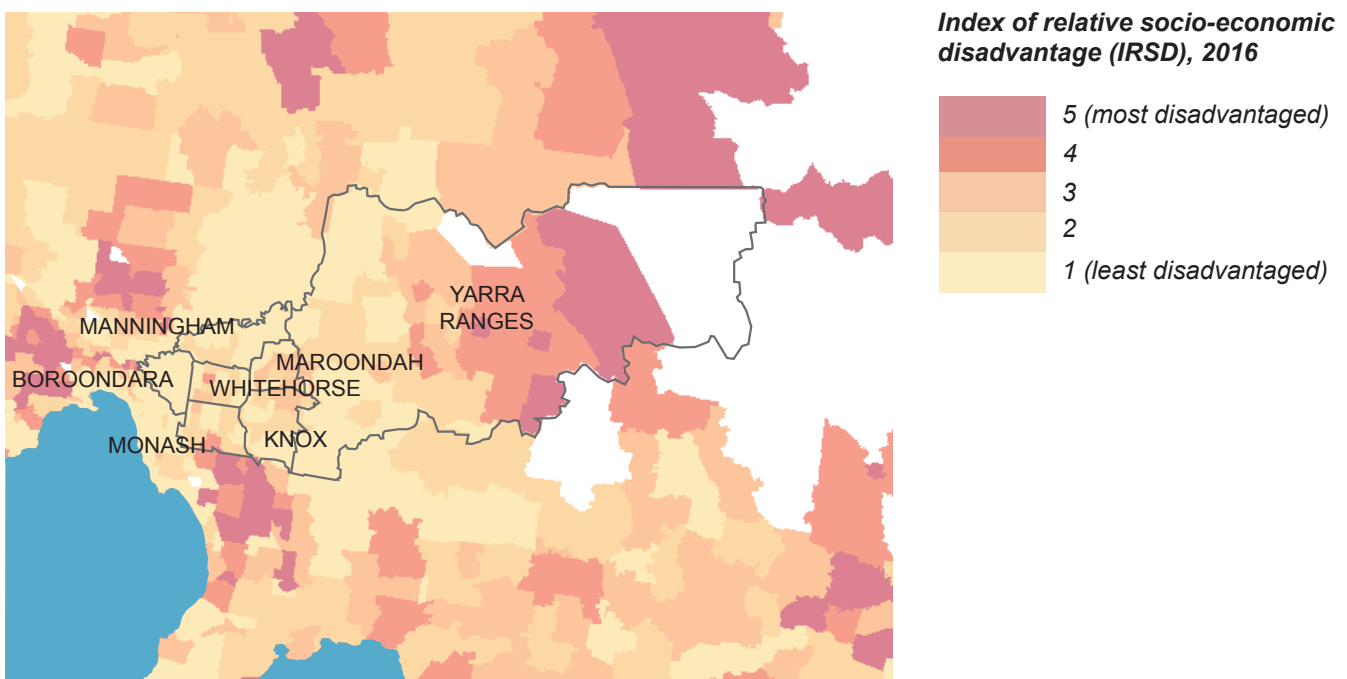 Index of relative socio-economic
disadvantage (IRSD), 2016
5 (most disadvantaged)
4
3
2
1 (least disadvantaged)
YARRA
RANGES
MANNINGHAM
MAROONDAH
BOROONDARA
WHITEHORSE
MONASH
KNOX